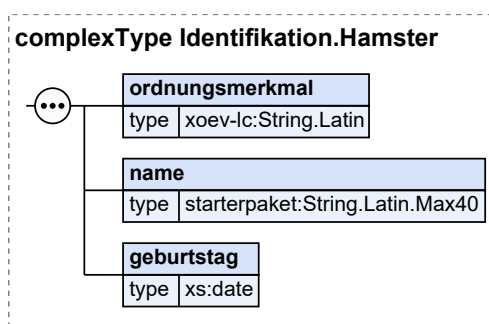 complexType Identifikation.Hamster
ordnungsmerkmal
type xoev-lc:String.Latin
name
type starterpaket:String.Latin.Max40
geburtstag
type xs:date